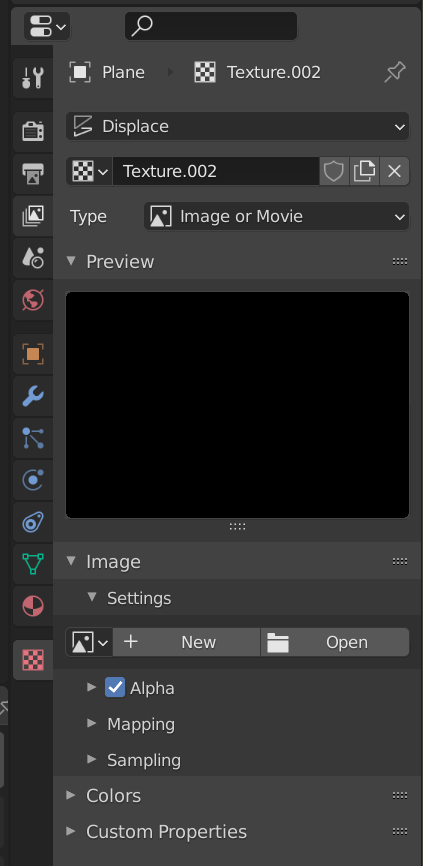 Plane Texture.002
Displace
Texture.002
Type Image or Movie
Preview
Image
Settings
New Open
Alpha
Mapping
Sampling
Colors
Custom Properties